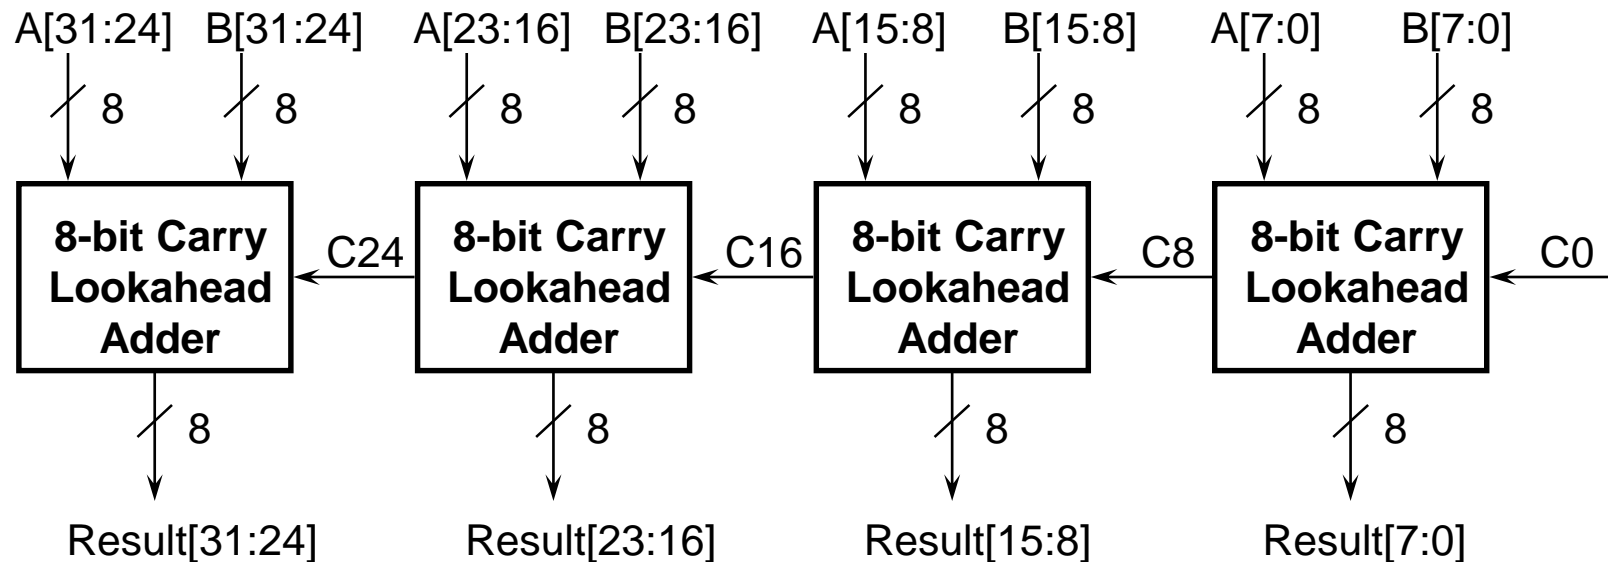 A[31:24] B[31:24] A[23:16] B[23:16] A[15:8] B[15:8] A[7:0] B[7:0]
8 8 8 8 8 8 8 8
8-bit Carry
Lookahead
Adder
C24
8-bit Carry
Lookahead
Adder
C16
8-bit Carry
Lookahead
Adder
C8
8-bit Carry
Lookahead
Adder
C0
8 8 8 8
Result[31:24] Result[23:16] Result[15:8] Result[7:0]